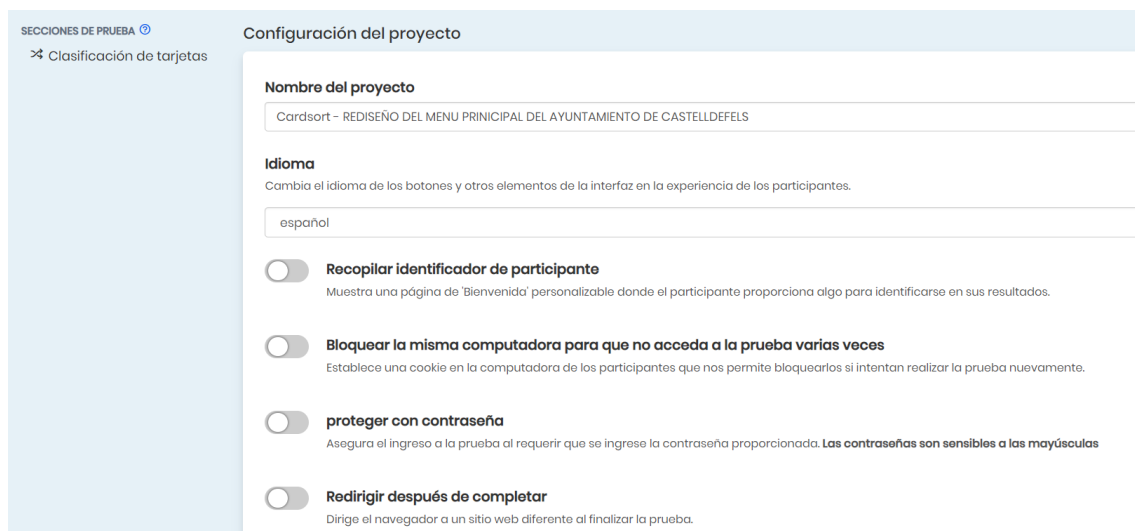 SECCIONES DE PRUEBA
Clasificación de tarjetas
Configuración del proyecto
Nombre del proyecto
Cardsort - REDISEÑO DEL MENU PRINICIPAL DEL AYUNTAMIENTO DE CASTELLDEFELS
Idioma
Cambia el idioma de los botones y otros elementos de la interfaz en la experiencia de los participantes.
español
Recopilar identificador de participante
Muestra una página de 'Bienvenida' personalizable donde el participante proporciona algo para identificarse en sus resultados.
Bloquear la misma computadora para que no acceda a la prueba varias veces
Establece una cookie en la computadora de los participantes que nos permite bloquearlos si intentan realizar la prueba nuevamente.
proteger con contraseña
Asegura el ingreso a la prueba al requerir que se ingrese la contraseña proporcionada. Las contraseñas son sensibles a las mayúsculas
Redirigir después de completar
Dirige el navegador a un sitio web diferente al finalizar la prueba.